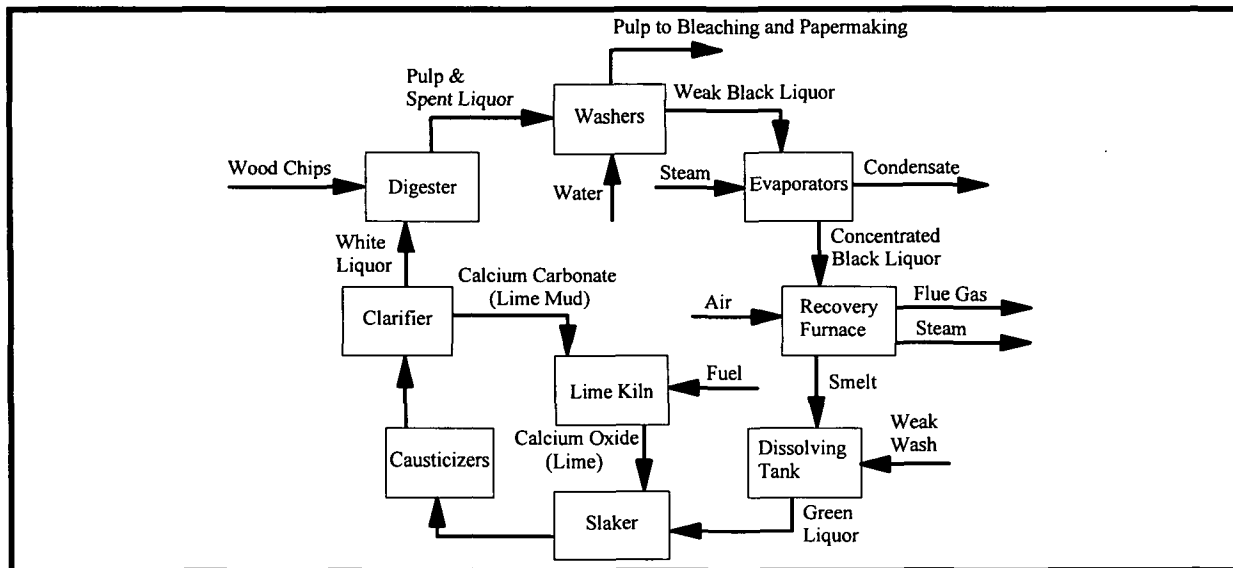 Pulp to Bleaching and Papermaking
Pulp &
Spent Liquor
Washers
Weak Black Liquor
Wood Chips
Digester
Water
Steam
Evaporators
Condensate
White
Liquor
Concentrated
Black Liquor
Calcium Carbonate
(Lime Mud)
Clarifier
Air
Recovery
Furnace
Flue Gas
Steam
Lime Kiln
Fuel
Smelt
Calcium Oxide
(Lime)
Weak
Wash
Causticizers
Dissolving
Tank
Slaker
Green
Liquor